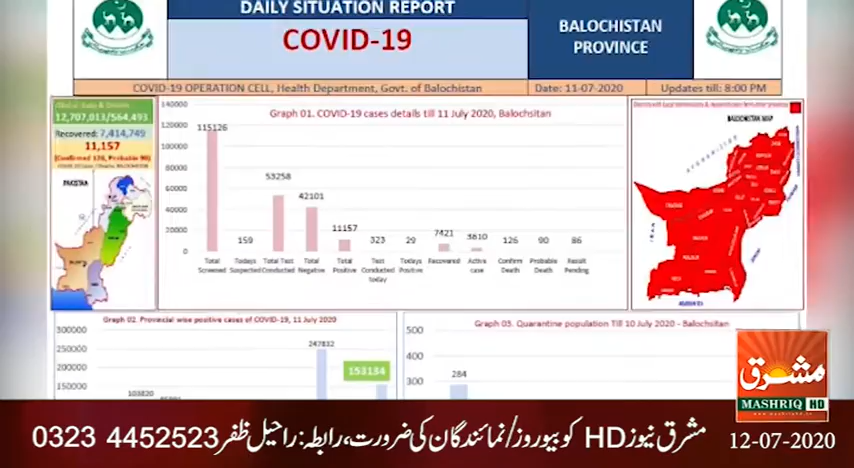 DAILY SITUATION REPORT
COVID-19
BALOCHISTAN
PROVINCE
COVID-19 OPERATION CELL, Health Department, Govt. of Balochistan
Date: 11-07-2020
Updates till: 8:00 PM
12,707,013/564,493
Recovered: 7,414,749
11,157
PAKISTAN
Graph 01. COVID-19 cases details till 11 July 2020, Balochsitan
140000
120000
100000
80000
60000
40000
20000
0
115126
159
53258
42101
11157
323
29
7421
3610
126
90
86
Total Screened
Todays Suspected
Total Test Conducted
Total Negative
Total Positive
Test Conducted today
Todays Positive
Recovered
Active case
Confirm Death
Probable Death
Result Pending
BALOCHISTAN MAP
AFGHANISTAN
IRAN
Graph 02. Provincial wise positive cases of COVID-19, 11 July 2020
300000
250000
200000
150000
247832
153134
103820
Graph 03. Quarantine population Till 10 July 2020 - Balochsitan
500
400
300
284
مشرق
MASHRIQ HD
مشرق نیوز HD کو بیوروز/نمائندگان کی ضرورت، رابطہ: راحیل ظفر 0323 4452523
12-07-2020